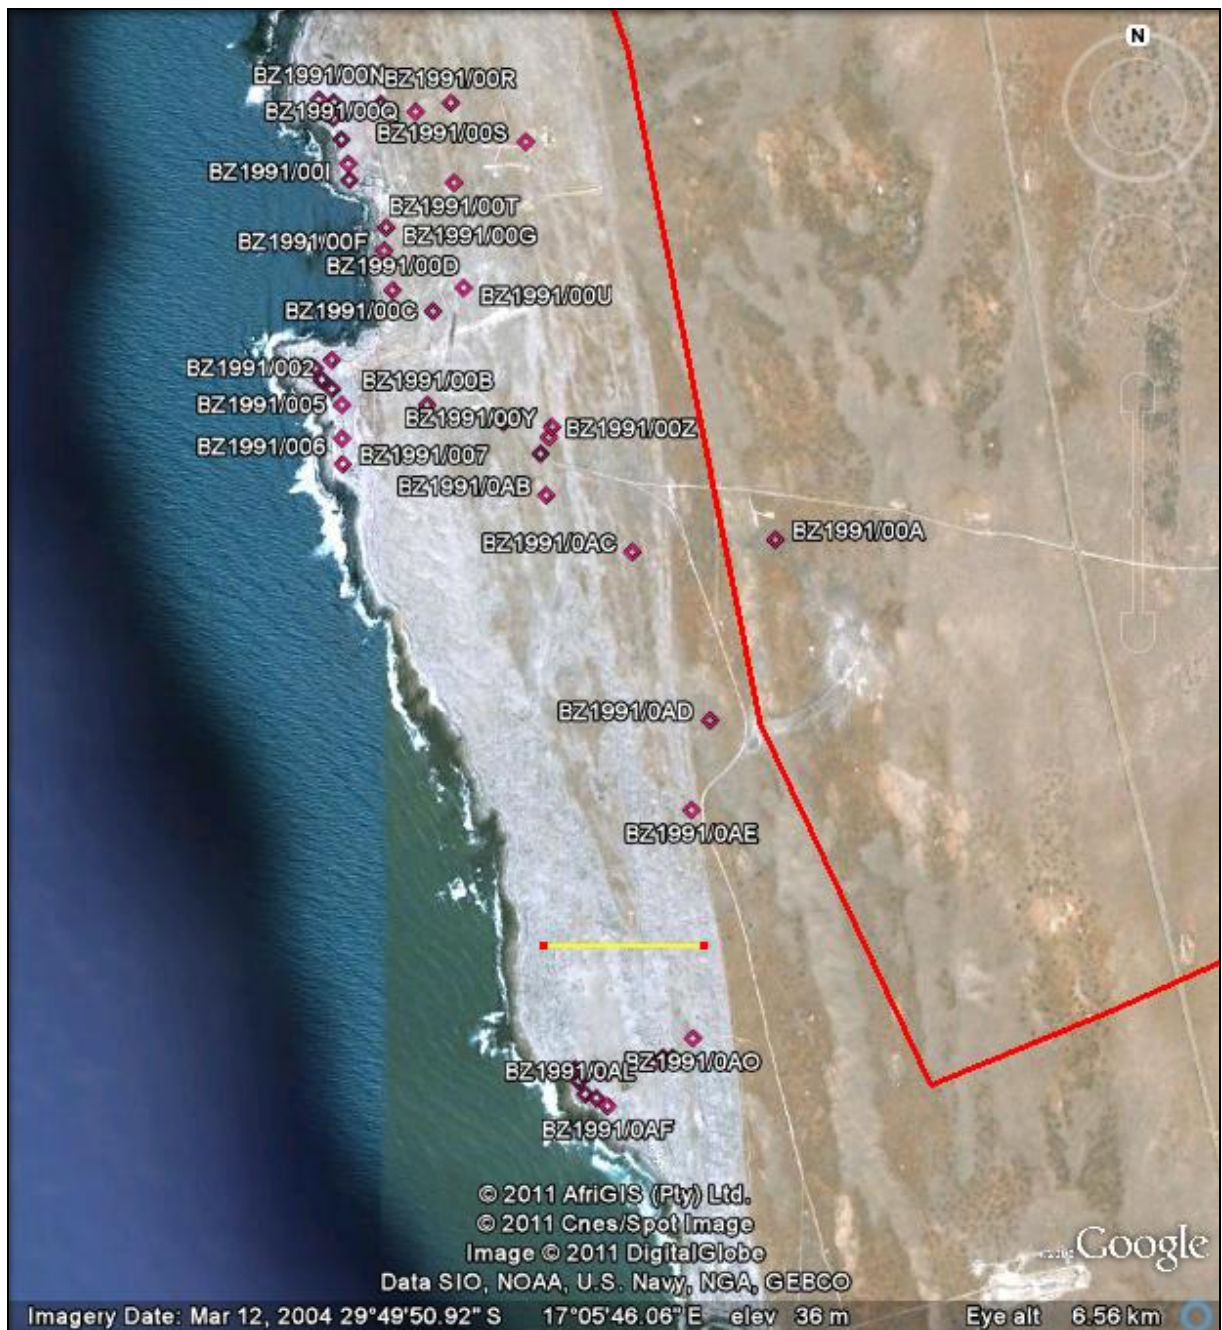 N
BZ1991/00N
BZ1991/00R
BZ1991/00Q
BZ1991/00S
BZ1991/00I
BZ1991/00T
BZ1991/00F
BZ1991/00G
BZ1991/00D
BZ1991/00U
BZ1991/00C
BZ1991/002
BZ1991/00B
BZ1991/005
BZ1991/00Y
BZ1991/00Z
BZ1991/006
BZ1991/007
BZ1991/0AB
BZ1991/00A
BZ1991/0AC
BZ1991/0AD
BZ1991/0AE
BZ1991/0AO
BZ1991/0AL
BZ1991/0AF
© 2011 AfriGIS (Pty) Ltd.
© 2011 Cnes/Spot Image
Image © 2011 DigitalGlobe
Data SIO, NOAA, U.S. Navy, NGA, GEBCO
Google
Imagery Date: Mar 12, 2004 29°49'50.92" S 17°05'46.06" E elev 36 m Eye alt 6.56 km